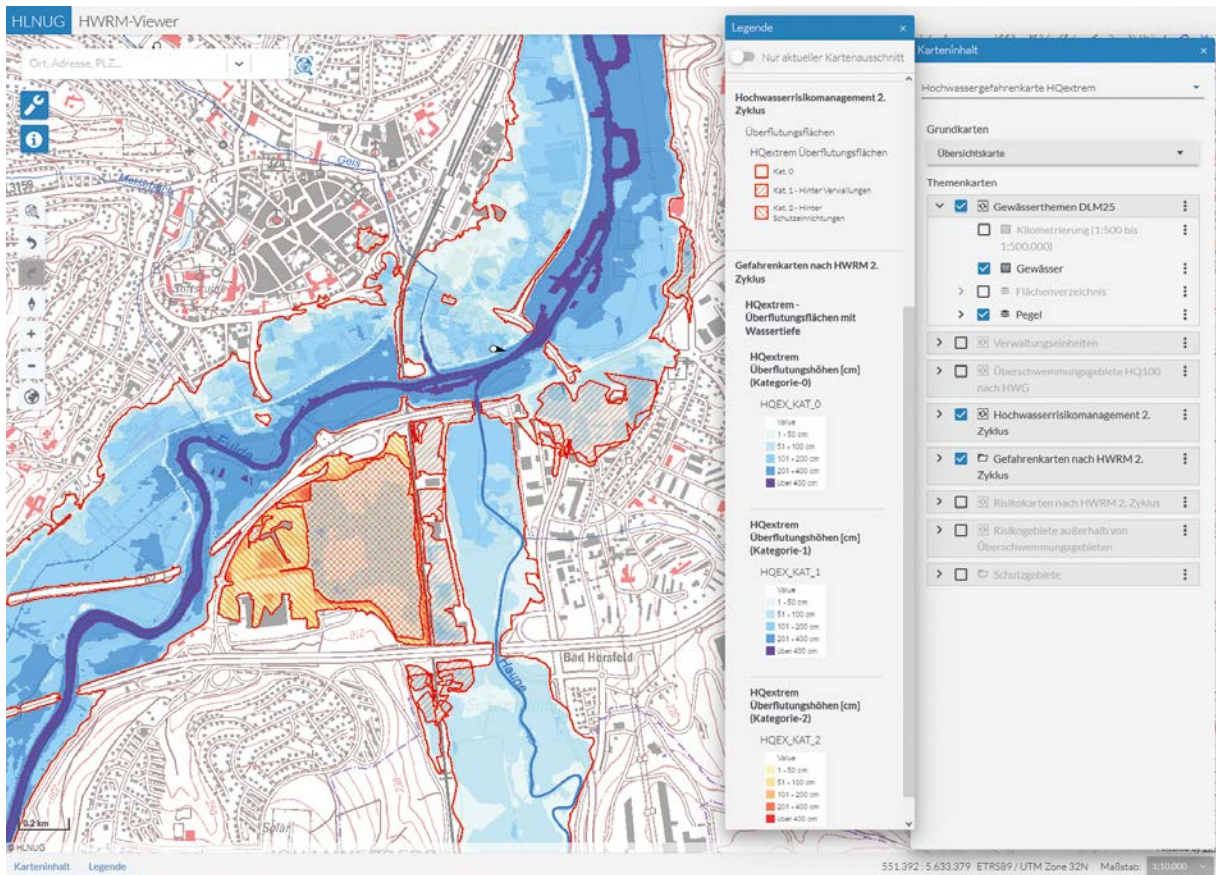 HLNUG HWRM-Viewer
Ort, Adresse, PLZ...
Geis
Fulda
Haune
Bad Hersfeld
Solar
0.2 km
© HLNUG
Legende
Nur aktueller Kartenausschnitt
Hochwasserrisikomanagement 2.
Zyklus
Überflutungsflächen
HQextrem Überflutungsflächen
Kat. 0
Kat. 1 - Hinter Verwallungen
Kat. 2 - Hinter
Schutzeinrichtungen
Gefahrenkarten nach HWRM 2.
Zyklus
HQextrem -
Überflutungsflächen mit
Wassertiefe
HQextrem
Überflutungshöhen [cm]
(Kategorie-0)
HQEX_KAT_0
Value
1 - 50 cm
51 - 100 cm
101 - 200 cm
201 - 400 cm
über 400 cm
HQextrem
Überflutungshöhen [cm]
(Kategorie-1)
HQEX_KAT_1
Value
1 - 50 cm
51 - 100 cm
101 - 200 cm
201 - 400 cm
über 400 cm
HQextrem
Überflutungshöhen [cm]
(Kategorie-2)
HQEX_KAT_2
Value
1 - 50 cm
51 - 100 cm
101 - 200 cm
201 - 400 cm
über 400 cm
Karteninhalt
Hochwassergefahrenkarte HQextrem
Grundkarten
Übersichtskarte
Themenkarten
Gewässerthemen DLM25
Kilometrierung (1:500 bis
1:500.000)
Gewässer
Flächenverzeichnis
Pegel
Verwaltungseinheiten
Überschwemmungsgebiete HQ100
nach HWG
Hochwasserrisikomanagement 2.
Zyklus
Gefahrenkarten nach HWRM 2.
Zyklus
Risikokarten nach HWRM 2. Zyklus
Risikogebiete außerhalb von
Überschwemmungsgebieten
Schutzgebiete
Karteninhalt Legende
551.392 : 5.633.379 ETRS89 / UTM Zone 32N Maßstab: 1:10.000